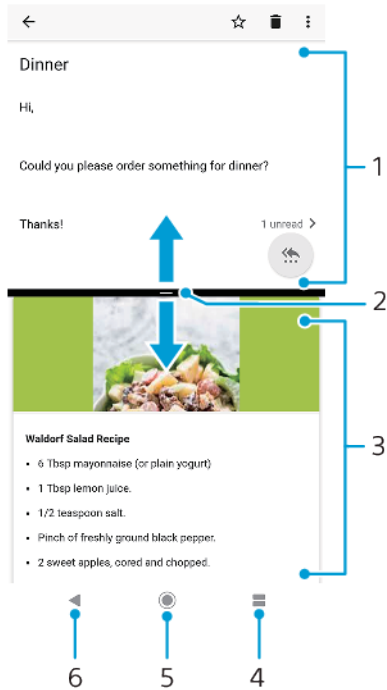 Dinner
Hi,
Could you please order something for dinner?
Thanks!
1 unread
1
2
Waldorf Salad Recipe
• 6 Tbsp mayonnaise (or plain yogurt)
• 1 Tbsp lemon juice.
• 1/2 teaspoon salt.
• Pinch of freshly ground black pepper.
• 2 sweet apples, cored and chopped.
3
6
5
4